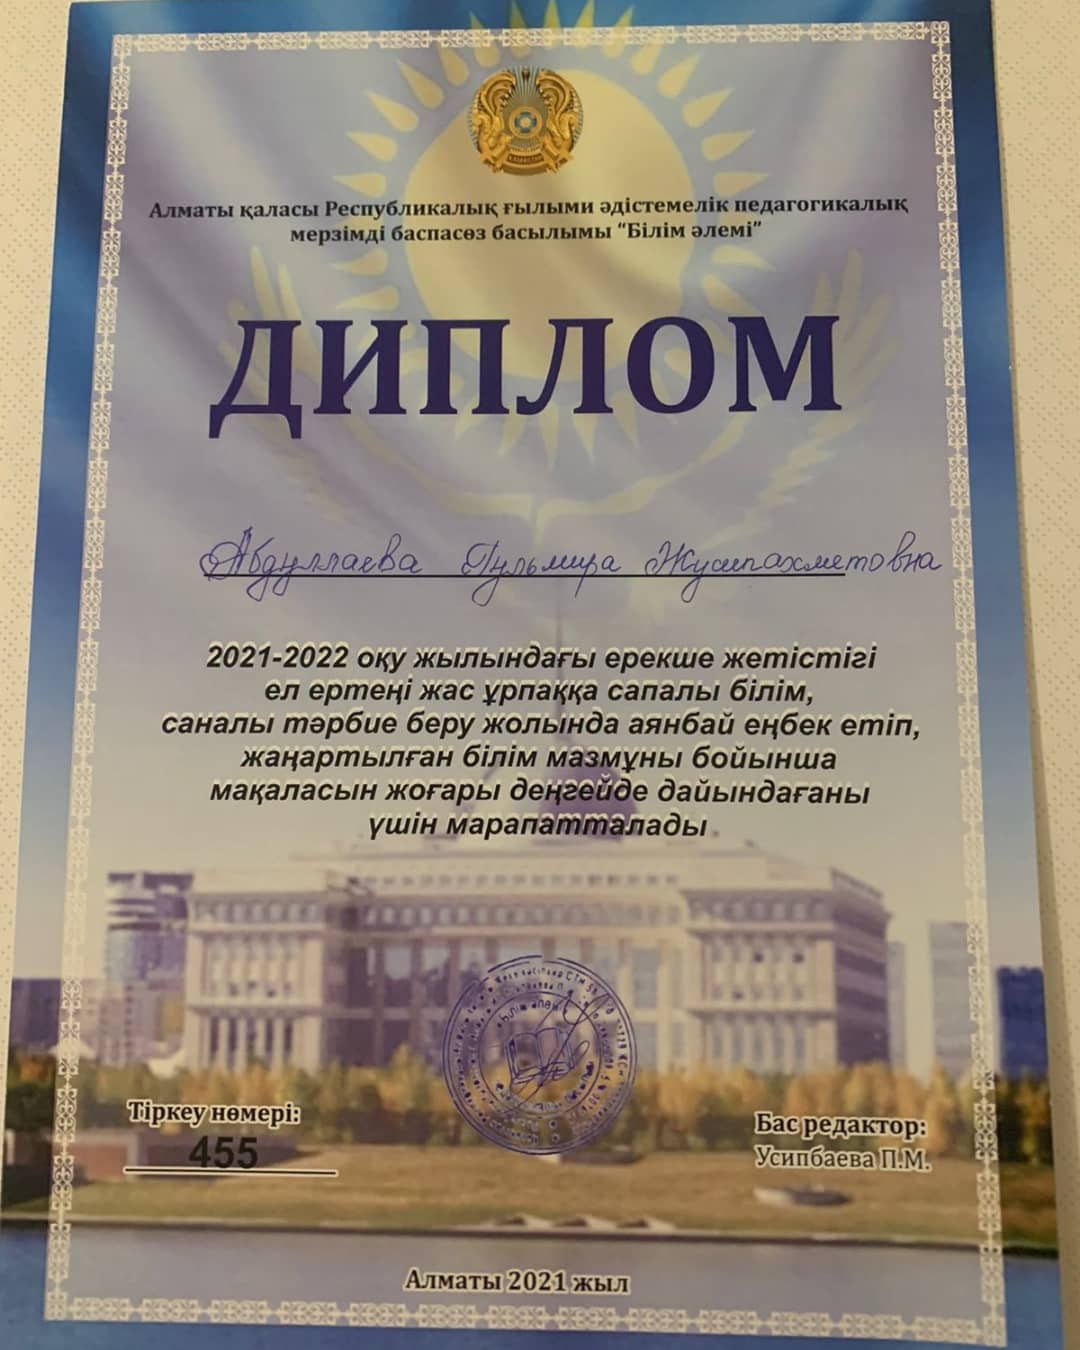 Алматы қаласы Республикалық ғылыми әдістемелік педагогикалық
мерзімді баспасөз басылымы “Білім әлемі”
ДИПЛОМ
Абдуллаева Гульмира Жусипахметовна
2021-2022 оқу жылындағы ерекше жетістігі
ел ертеңі жас ұрпаққа сапалы білім,
саналы тәрбие беру жолында аянбай еңбек етіп,
жаңартылған білім мазмұны бойынша
мақаласын жоғары деңгейде дайындағаны
үшін марапатталады
Тіркеу нөмері:
455
Бас редактор:
Усипбаева П.М.
Алматы 2021 жыл